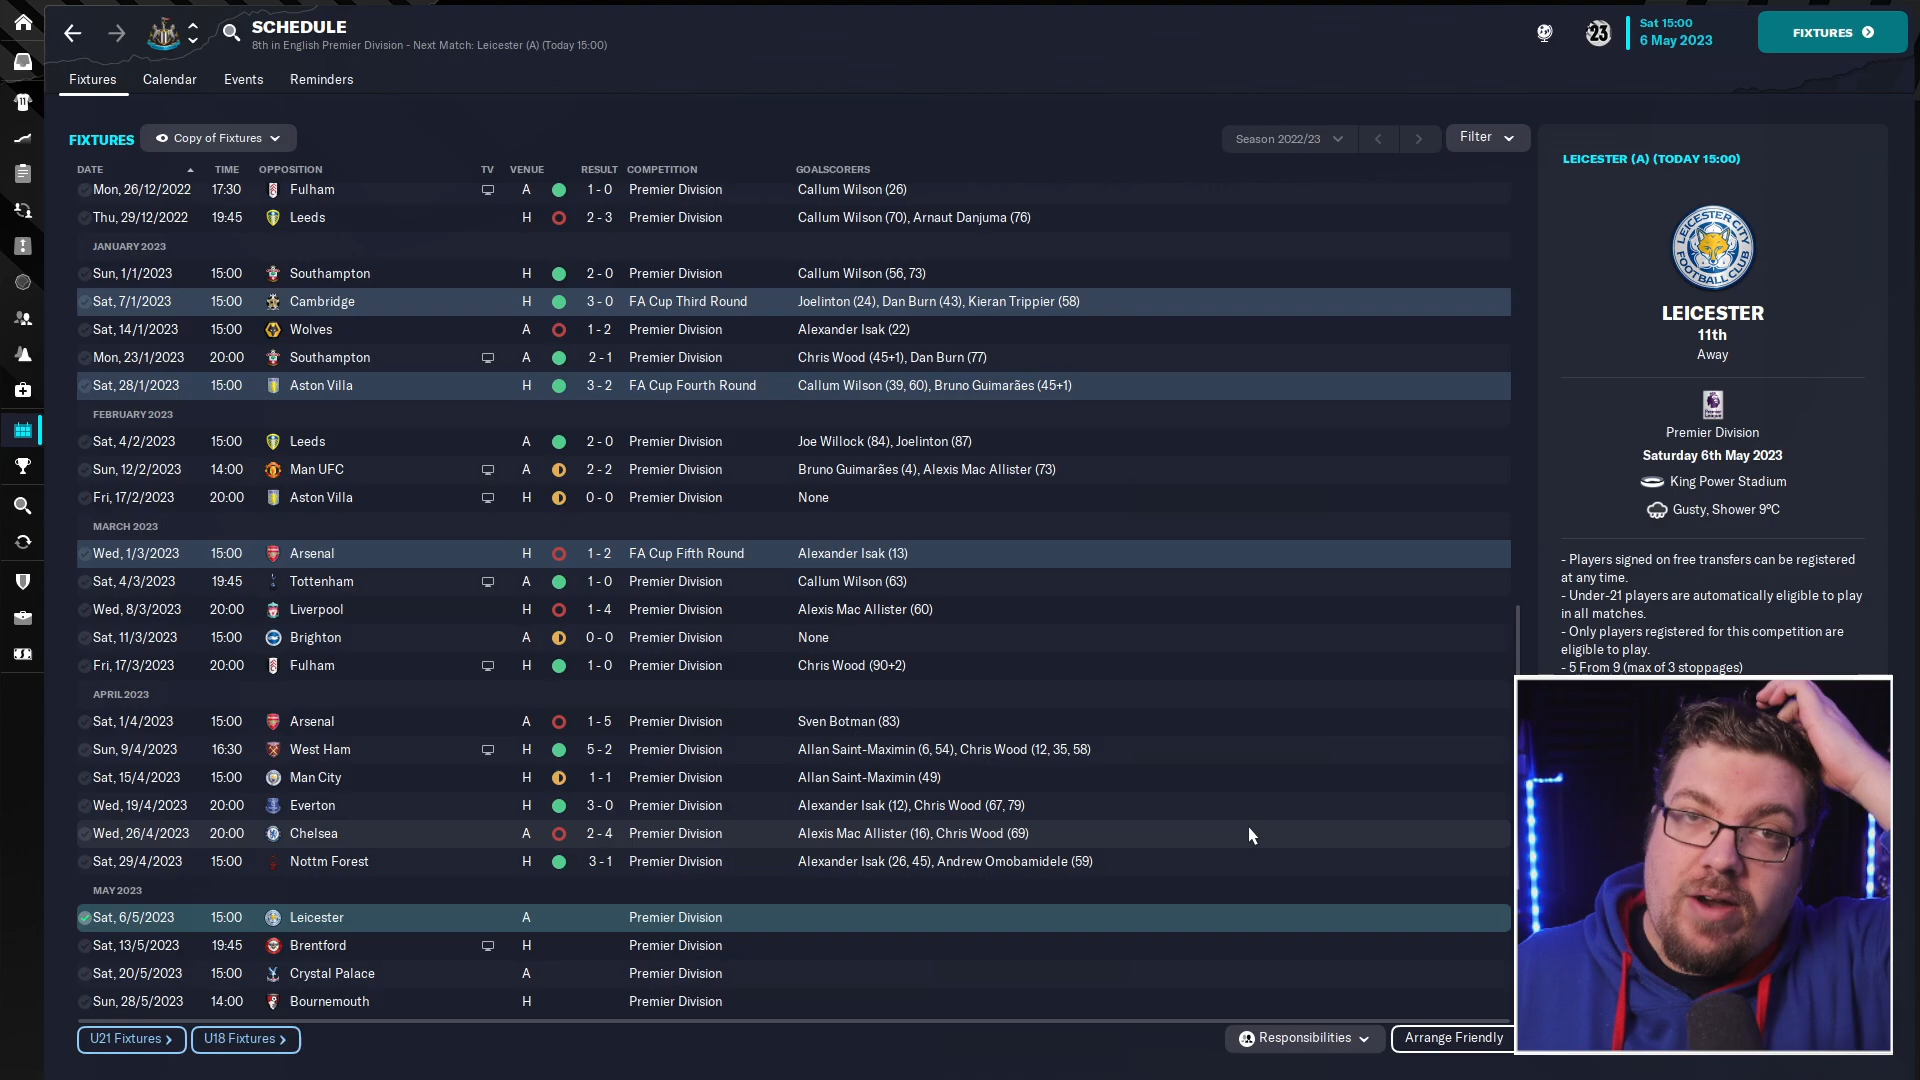 SCHEDULE
8th in English Premier Division - Next Match: Leicester (A) (Today 15:00)
23
Sat 15:00
6 May 2023
FIXTURES
Fixtures Calendar Events Reminders
FIXTURES Copy of Fixtures Season 2022/23 Filter
DATE TIME OPPOSITION TV VENUE RESULT COMPETITION GOALSCORERS
Mon, 26/12/2022 17:30 Fulham A 1 - 0 Premier Division Callum Wilson (26)
Thu, 29/12/2022 19:45 Leeds H 2 - 3 Premier Division Callum Wilson (70), Arnaut Danjuma (76)
JANUARY 2023
Sun, 1/1/2023 15:00 Southampton H 2 - 0 Premier Division Callum Wilson (56, 73)
Sat, 7/1/2023 15:00 Cambridge H 3 - 0 FA Cup Third Round Joelinton (24), Dan Burn (43), Kieran Trippier (58)
Sat, 14/1/2023 15:00 Wolves A 1 - 2 Premier Division Alexander Isak (22)
Mon, 23/1/2023 20:00 Southampton A 2 - 1 Premier Division Chris Wood (45+1), Dan Burn (77)
Sat, 28/1/2023 15:00 Aston Villa H 3 - 2 FA Cup Fourth Round Callum Wilson (39, 60), Bruno Guimarães (45+1)
FEBRUARY 2023
Sat, 4/2/2023 15:00 Leeds A 2 - 0 Premier Division Joe Willock (84), Joelinton (87)
Sun, 12/2/2023 14:00 Man UFC A 2 - 2 Premier Division Bruno Guimarães (4), Alexis Mac Allister (73)
Fri, 17/2/2023 20:00 Aston Villa H 0 - 0 Premier Division None
MARCH 2023
Wed, 1/3/2023 15:00 Arsenal H 1 - 2 FA Cup Fifth Round Alexander Isak (13)
Sat, 4/3/2023 19:45 Tottenham A 1 - 0 Premier Division Callum Wilson (63)
Wed, 8/3/2023 20:00 Liverpool H 1 - 4 Premier Division Alexis Mac Allister (60)
Sat, 11/3/2023 15:00 Brighton A 0 - 0 Premier Division None
Fri, 17/3/2023 20:00 Fulham H 1 - 0 Premier Division Chris Wood (90+2)
APRIL 2023
Sat, 1/4/2023 15:00 Arsenal A 1 - 5 Premier Division Sven Botman (83)
Sun, 9/4/2023 16:30 West Ham H 5 - 2 Premier Division Allan Saint-Maximin (6, 54), Chris Wood (12, 35, 58)
Sat, 15/4/2023 15:00 Man City H 1 - 1 Premier Division Allan Saint-Maximin (49)
Wed, 19/4/2023 20:00 Everton H 3 - 0 Premier Division Alexander Isak (12), Chris Wood (67, 79)
Wed, 26/4/2023 20:00 Chelsea A 2 - 4 Premier Division Alexis Mac Allister (16), Chris Wood (69)
Sat, 29/4/2023 15:00 Nottm Forest H 3 - 1 Premier Division Alexander Isak (26, 45), Andrew Omobamidele (59)
MAY 2023
Sat, 6/5/2023 15:00 Leicester A Premier Division
Sat, 13/5/2023 19:45 Brentford H Premier Division
Sat, 20/5/2023 15:00 Crystal Palace A Premier Division
Sun, 28/5/2023 14:00 Bournemouth H Premier Division
U21 Fixtures U18 Fixtures Responsibilities Arrange Friendly
LEICESTER (A) (TODAY 15:00)
LEICESTER CITY
FOOTBALL CLUB
LEICESTER
11th
Away
Premier Division
Saturday 6th May 2023
King Power Stadium
Gusty, Shower 9ºC
- Players signed on free transfers can be registered
at any time.
- Under-21 players are automatically eligible to play
in all matches.
- Only players registered for this competition are
eligible to play.
- 5 From 9 (max of 3 stoppages)